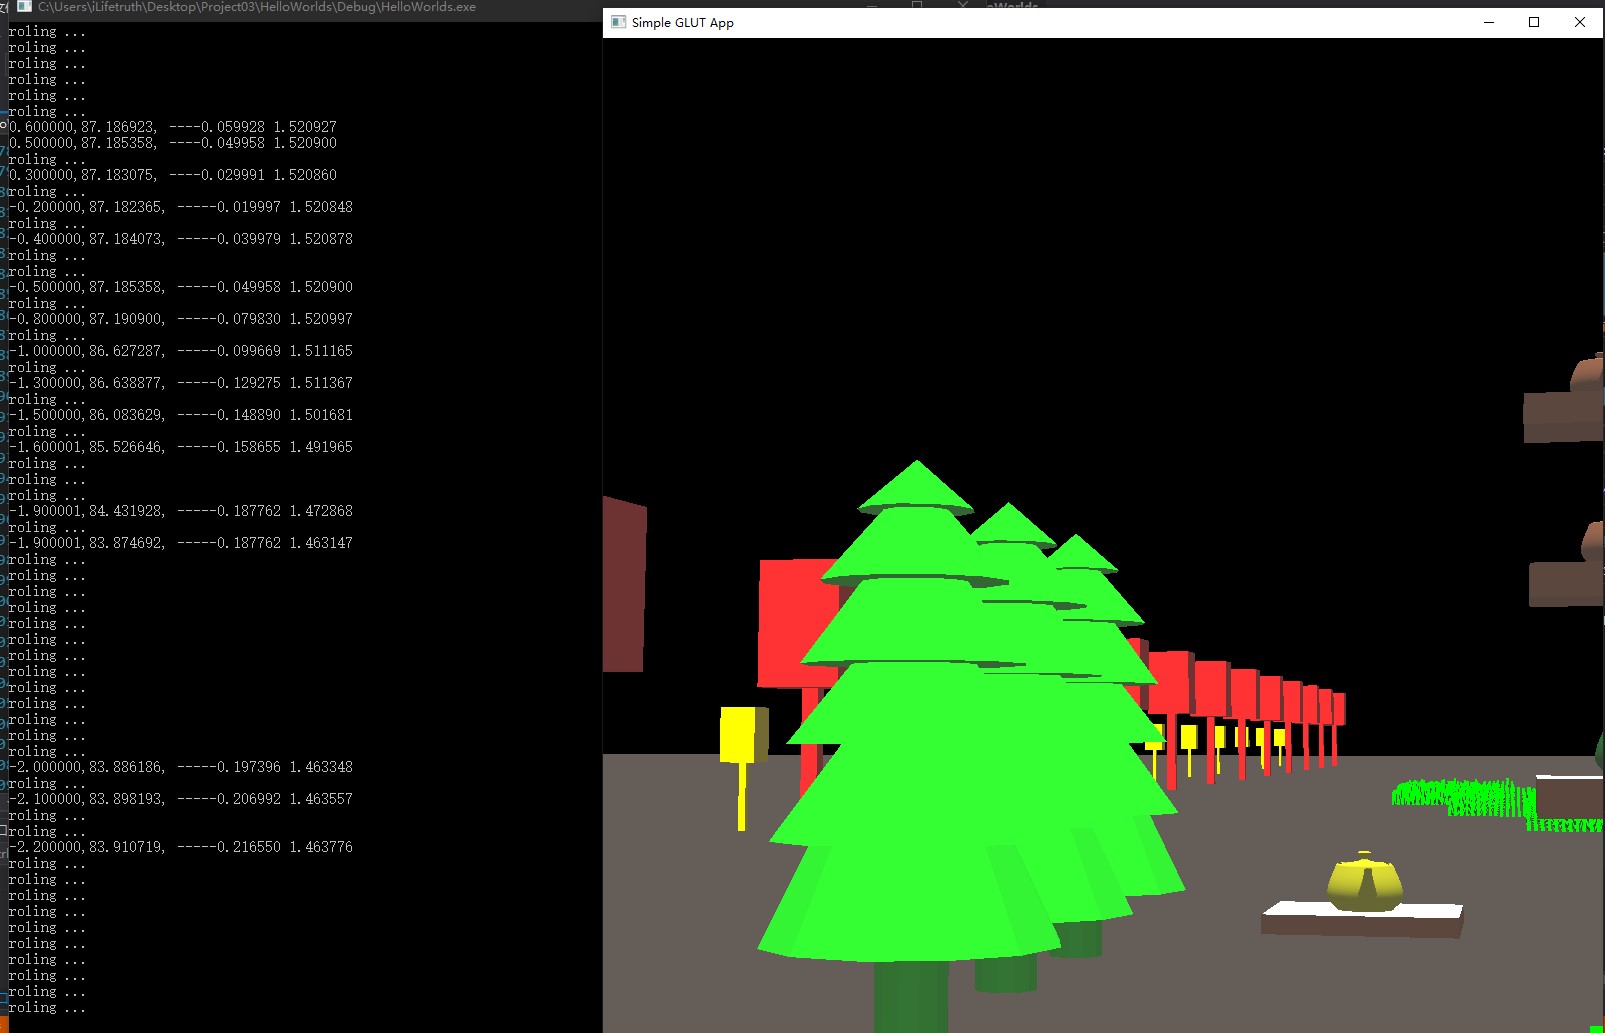 C:\Users\iLifetruth\Desktop\Project03\HelloWorlds\Debug\HelloWorlds.exe
roling ...
roling ...
roling ...
roling ...
roling ...
roling ...
0.600000,87.186923, ----0.059928 1.520927
0.500000,87.185358, ----0.049958 1.520900
roling ...
0.300000,87.183075, ----0.029991 1.520860
roling ...
-0.200000,87.182365, -----0.019997 1.520848
roling ...
-0.400000,87.184073, -----0.039979 1.520878
roling ...
roling ...
-0.500000,87.185358, -----0.049958 1.520900
roling ...
-0.800000,87.190900, -----0.079830 1.520997
roling ...
-1.000000,86.627287, -----0.099669 1.511165
roling ...
-1.300000,86.638877, -----0.129275 1.511367
roling ...
-1.500000,86.083629, -----0.148890 1.501681
roling ...
-1.600001,85.526646, -----0.158655 1.491965
roling ...
roling ...
roling ...
-1.900001,84.431928, -----0.187762 1.472868
roling ...
-1.900001,83.874692, -----0.187762 1.463147
roling ...
roling ...
roling ...
roling ...
roling ...
roling ...
roling ...
roling ...
roling ...
roling ...
roling ...
roling ...
roling ...
-2.000000,83.886186, -----0.197396 1.463348
roling ...
-2.100000,83.898193, -----0.206992 1.463557
roling ...
roling ...
-2.200000,83.910719, -----0.216550 1.463776
roling ...
roling ...
roling ...
roling ...
roling ...
roling ...
roling ...
roling ...
roling ...
roling ...
Simple GLUT App